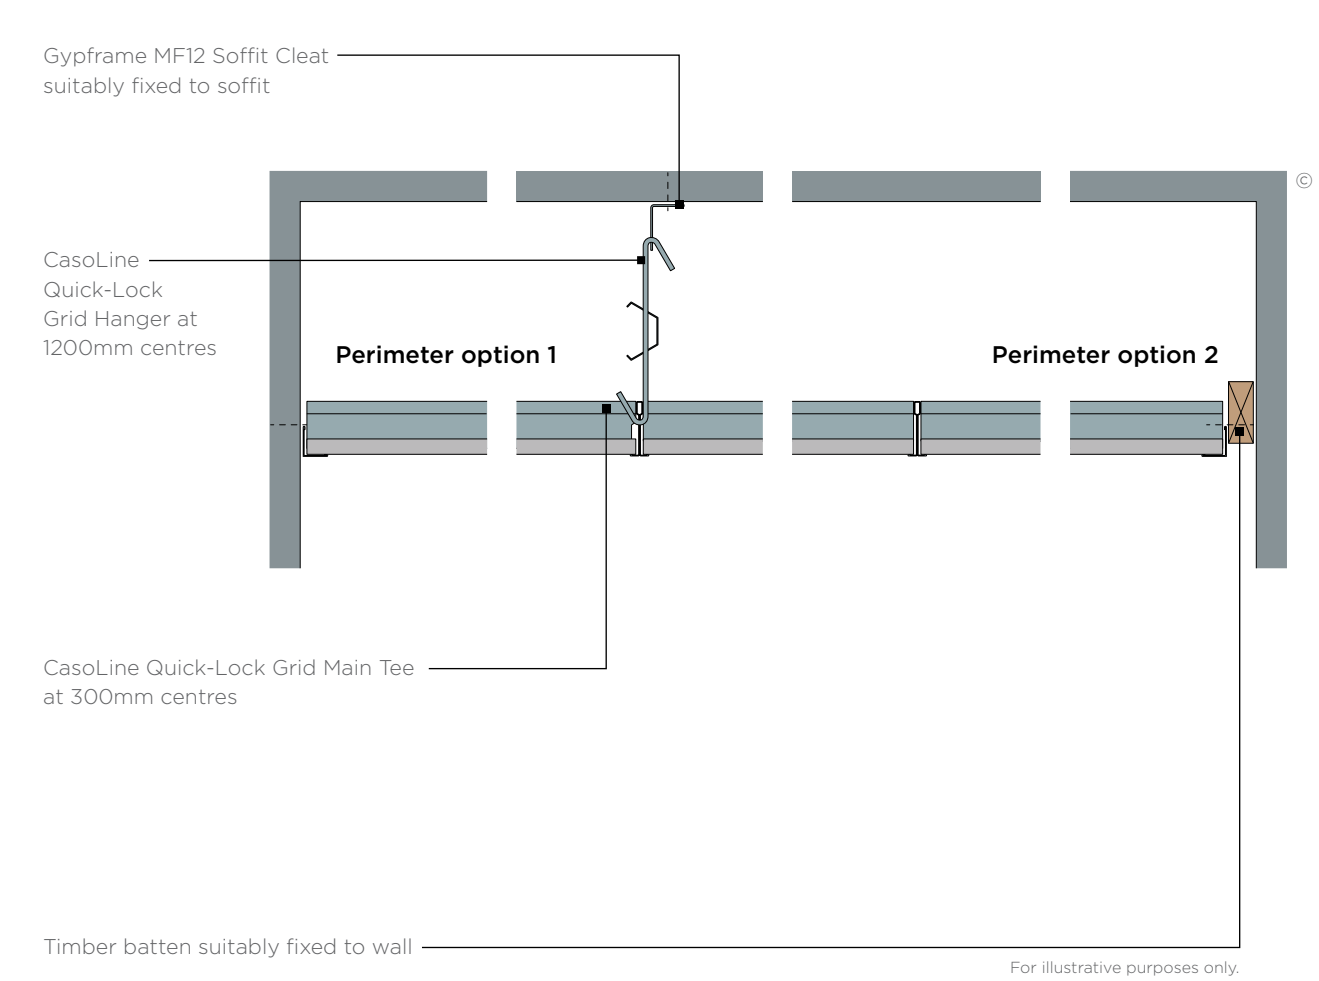 Gypframe MF12 Soffit Cleat
suitably fixed to soffit
©
CasoLine
Quick-Lock
Grid Hanger at
1200mm centres
Perimeter option 1
Perimeter option 2
CasoLine Quick-Lock Grid Main Tee
at 300mm centres
Timber batten suitably fixed to wall
For illustrative purposes only.